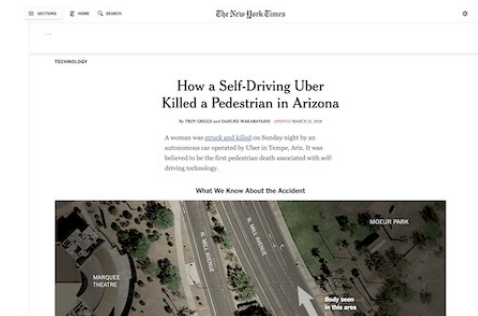 SECTIONS
HOME
SEARCH
The New York Times
TECHNOLOGY
How a Self-Driving Uber
Killed a Pedestrian in Arizona
By TROY GRIGGS and DAISUKE WAKABAYASHI UPDATED MARCH 21, 2018
A woman was struck and killed on Sunday night by an
autonomous car operated by Uber in Tempe, Ariz. It was
believed to be the first pedestrian death associated with self-
driving technology.
What We Know About the Accident
MOEUR PARK
N. MILL AVENUE
N. MILL AVENUE
MARQUEE
THEATRE
Body seen
in this area